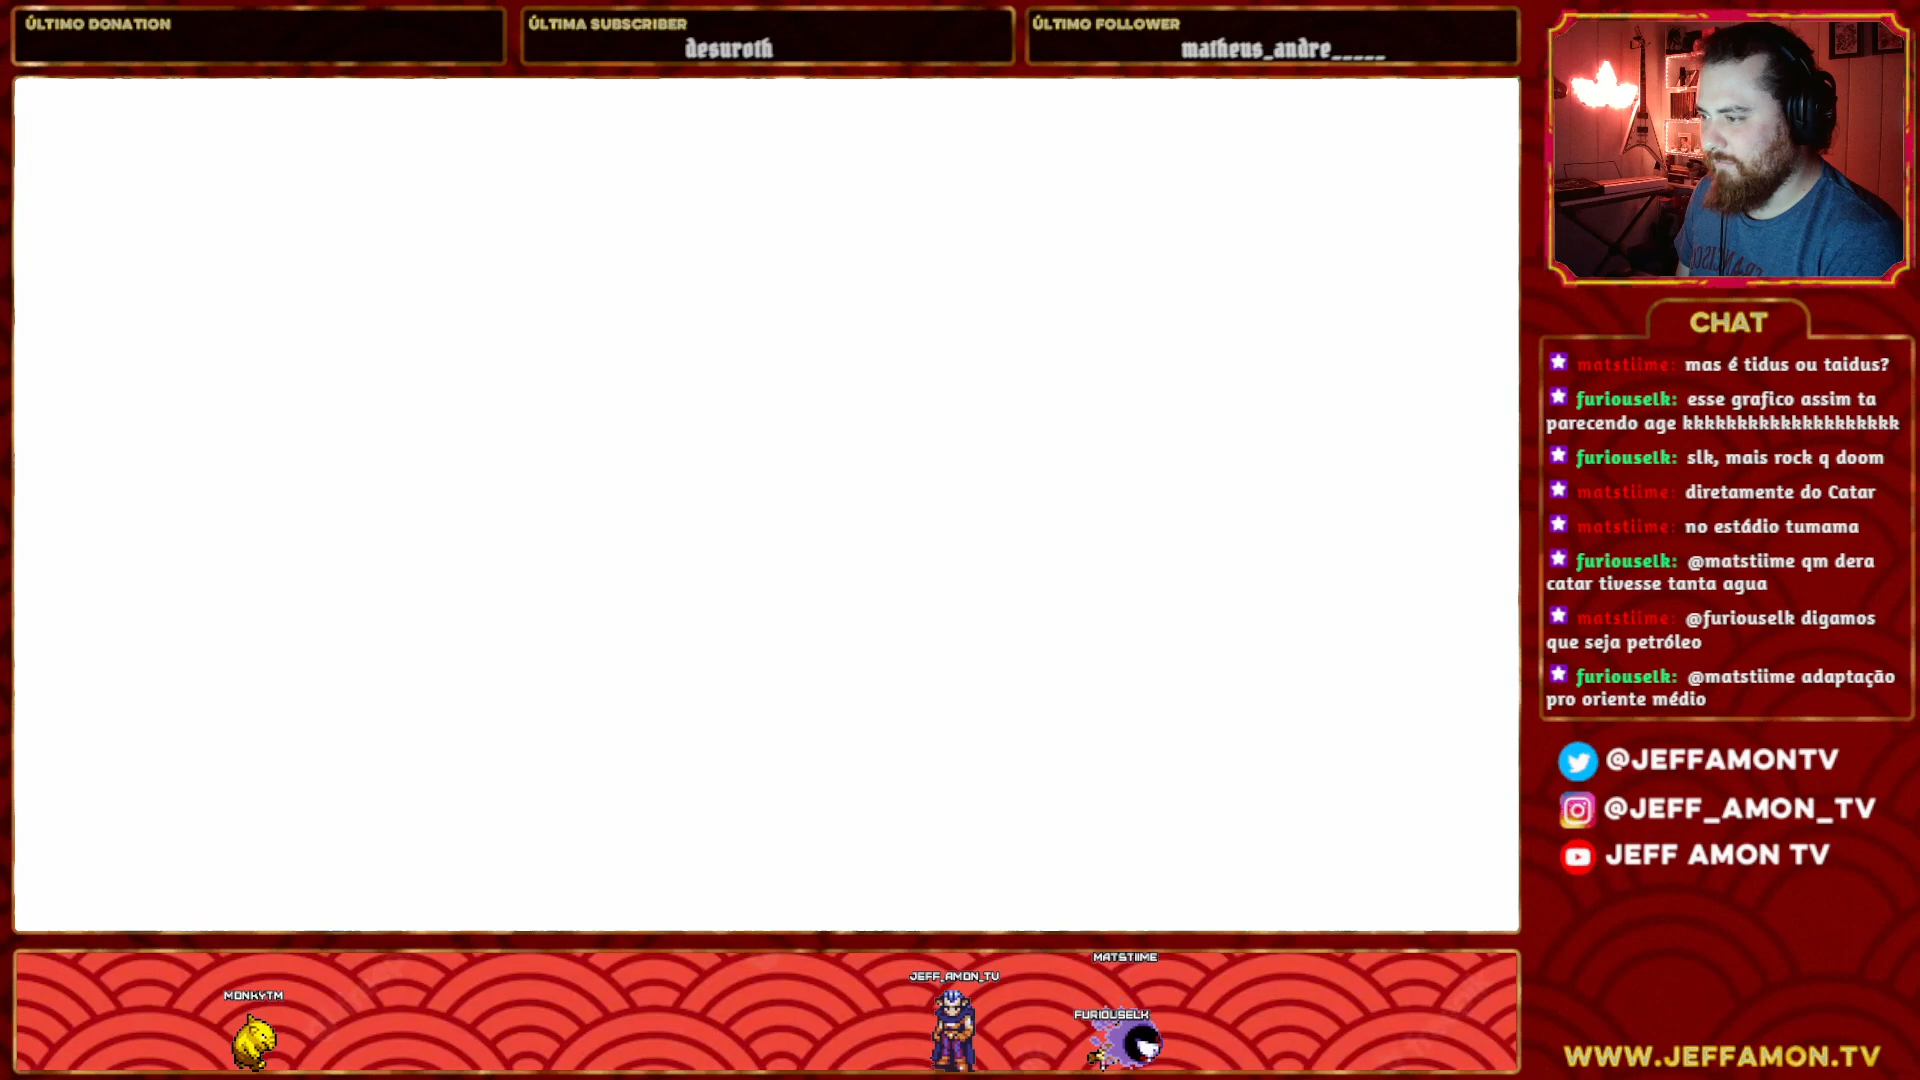 ÚLTIMO DONATION
ÚLTIMA SUBSCRIBER
desuroth
ÚLTIMO FOLLOWER
matheus_andre_____
CHAT
matstiime: mas é tidus ou taidus?
furiouselk: esse grafico assim ta
parecendo age kkkkkkkkkkkkkkkkkkkk
furiouselk: slk, mais rock q doom
matstiime: diretamente do Catar
matstiime: no estádio tumama
furiouselk: @matstiime qm dera
catar tivesse tanta agua
matstiime: @furiouselk digamos
que seja petróleo
furiouselk: @matstiime adaptação
pro oriente médio
@JEFFAMONTV
@JEFF_AMON_TV
JEFF AMON TV
MONKYTM
JEFF_AMON_TV
MATSTIIME
FURIOUSELK
WWW.JEFFAMON.TV